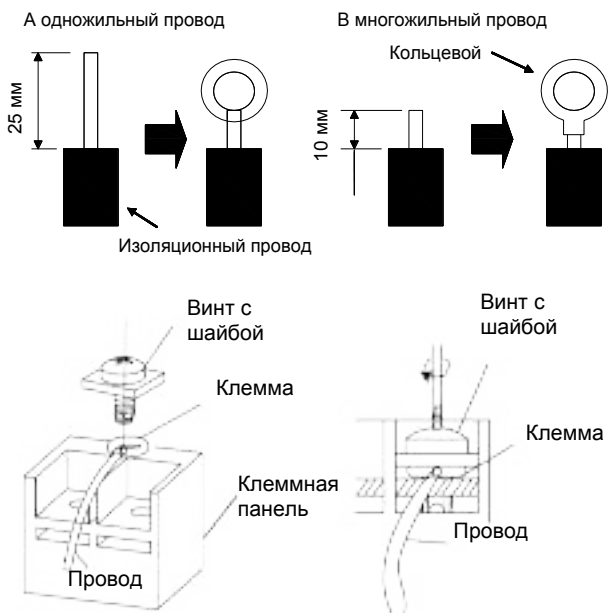 А одножильный провод
В многожильный провод
Кольцевой
25 мм
10 мм
Изоляционный провод
Винт с
шайбой
Клемма
Клеммная
панель
Провод
Винт с
шайбой
Клемма
Провод